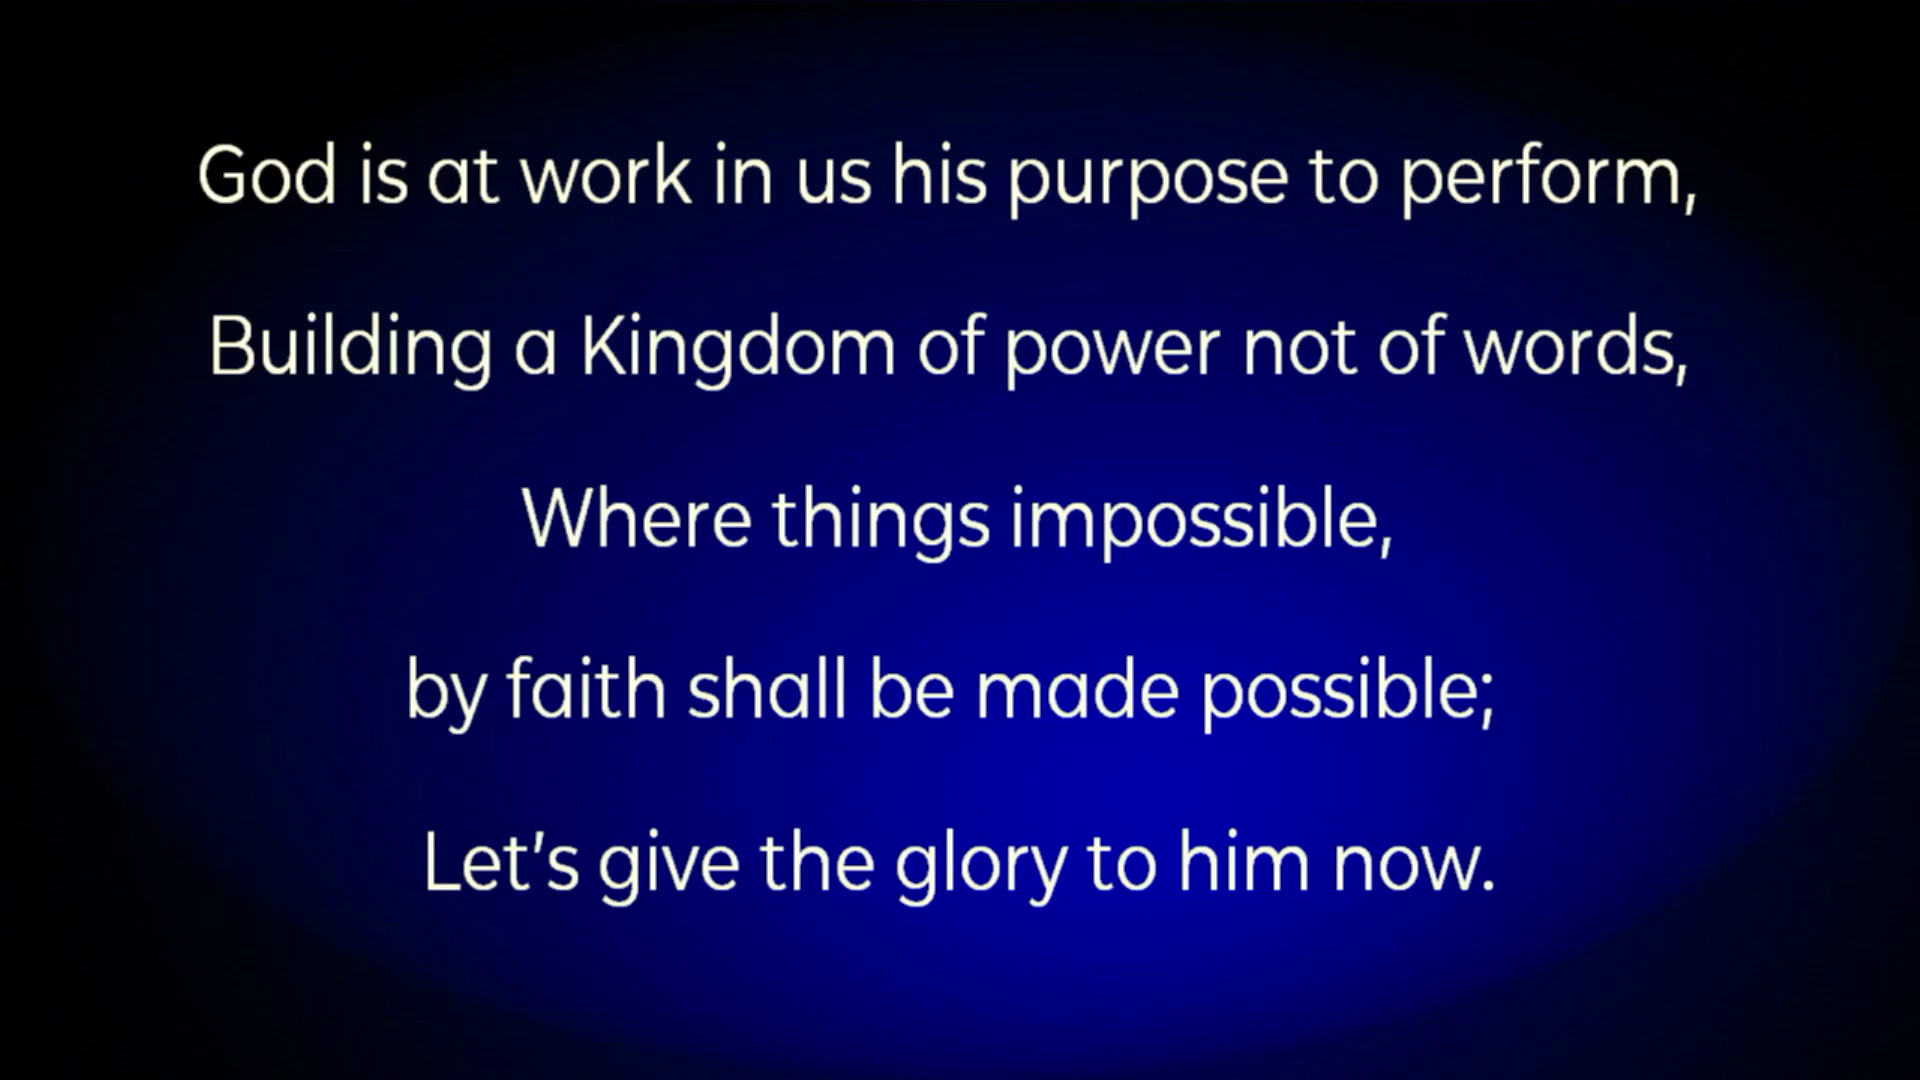 God is at work in us his purpose to perform,
Building a Kingdom of power not of words,
Where things impossible,
by faith shall be made possible;
Let’s give the glory to him now.